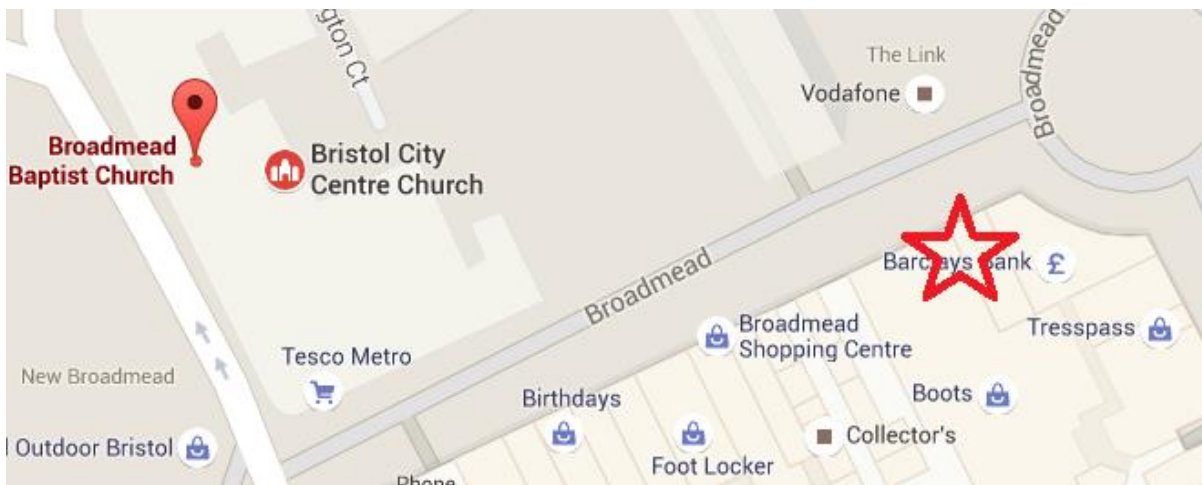 gton Ct
The Link
Vodafone
Broadmead
Broadmead
Baptist Church
Bristol City
Centre Church
Broadmead
Barclays Bank
Broadmead
Shopping Centre
Tresspass
Tesco Metro
New Broadmead
Birthdays
Boots
Outdoor Bristol
Foot Locker
Collector's
Phone